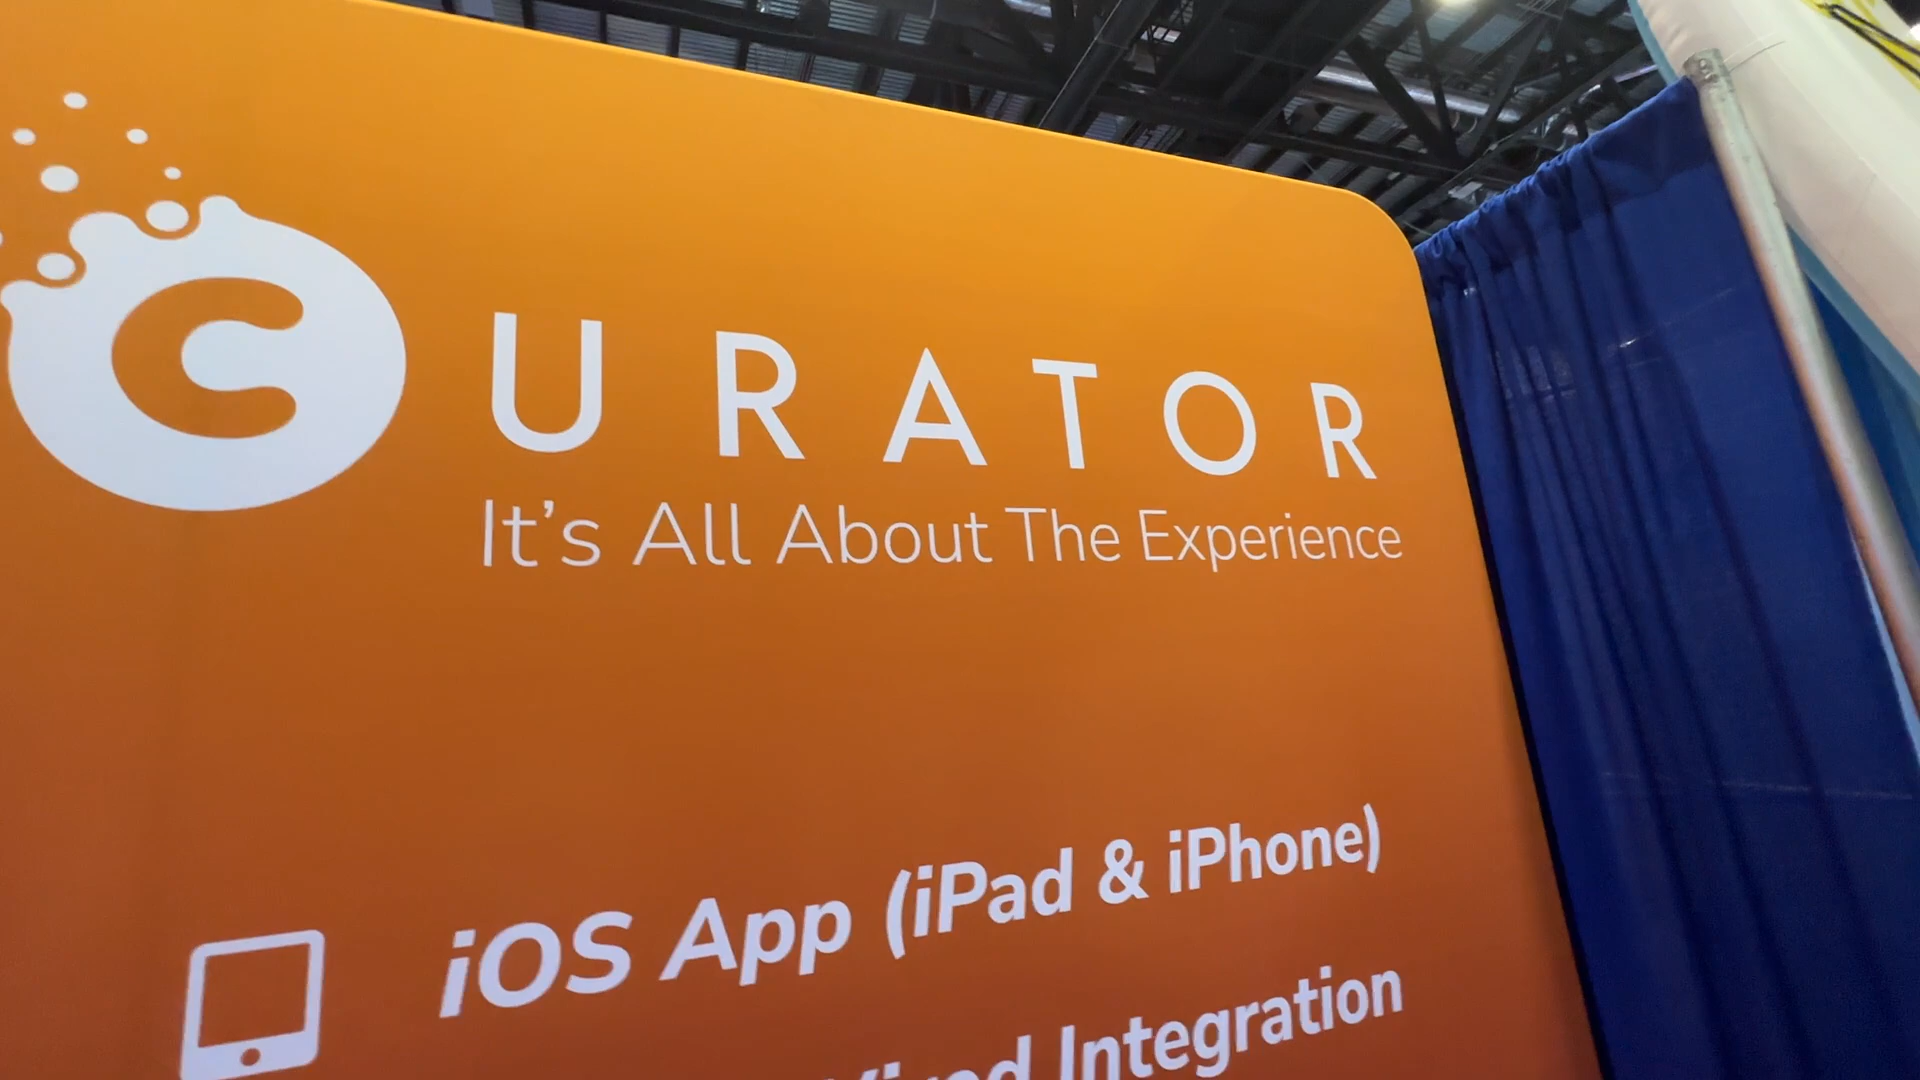 CURATOR
It's All About The Experience
iOS App (iPad & iPhone)
Integration